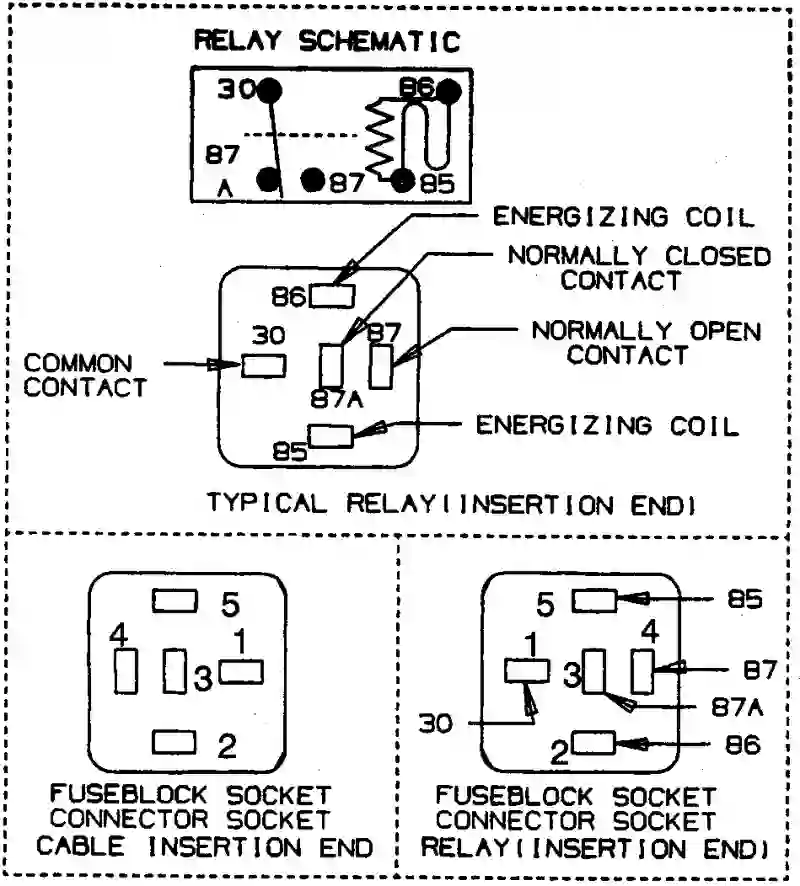 RELAY SCHEMATIC
30
86
87
A
87
85
ENERGIZING COIL
NORMALLY CLOSED
CONTACT
86
30
87
NORMALLY OPEN
CONTACT
COMMON
CONTACT
87A
85
ENERGIZING COIL
TYPICAL RELAY(INSERTION END)
5
4
1
3
2
FUSEBLOCK SOCKET
CONNECTOR SOCKET
CABLE INSERTION END
5
85
1
4
3
87
87A
30
2
86
FUSEBLOCK SOCKET
CONNECTOR SOCKET
RELAY(INSERTION END)